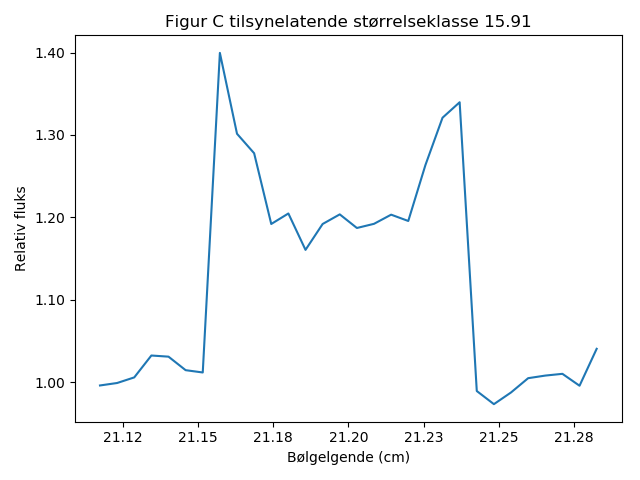 Figur C tilsynelatende størrelseklasse 15.91
1.40
1.30
1.20
1.10
1.00
Relativ fluks
21.12 21.15 21.18 21.20 21.23 21.25 21.28
Bølgelgende (cm)